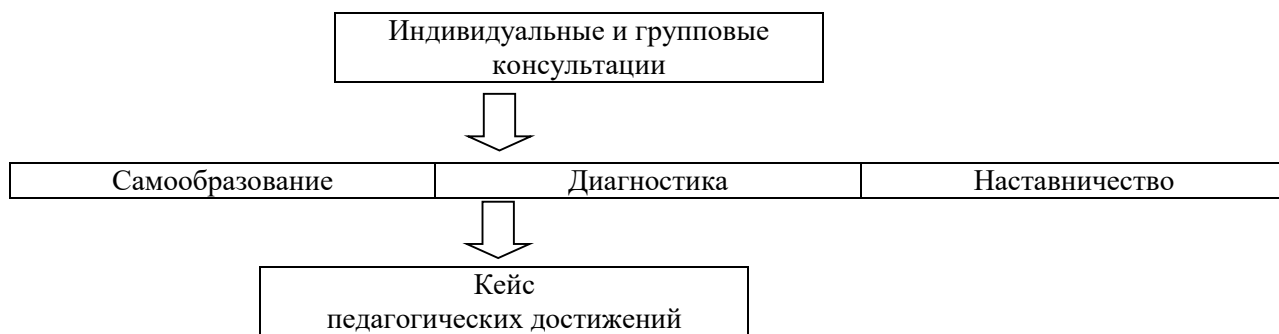 Индивидуальные и групповые
консультации
Самообразование
Диагностика
Наставничество
Кейс
педагогических достижений